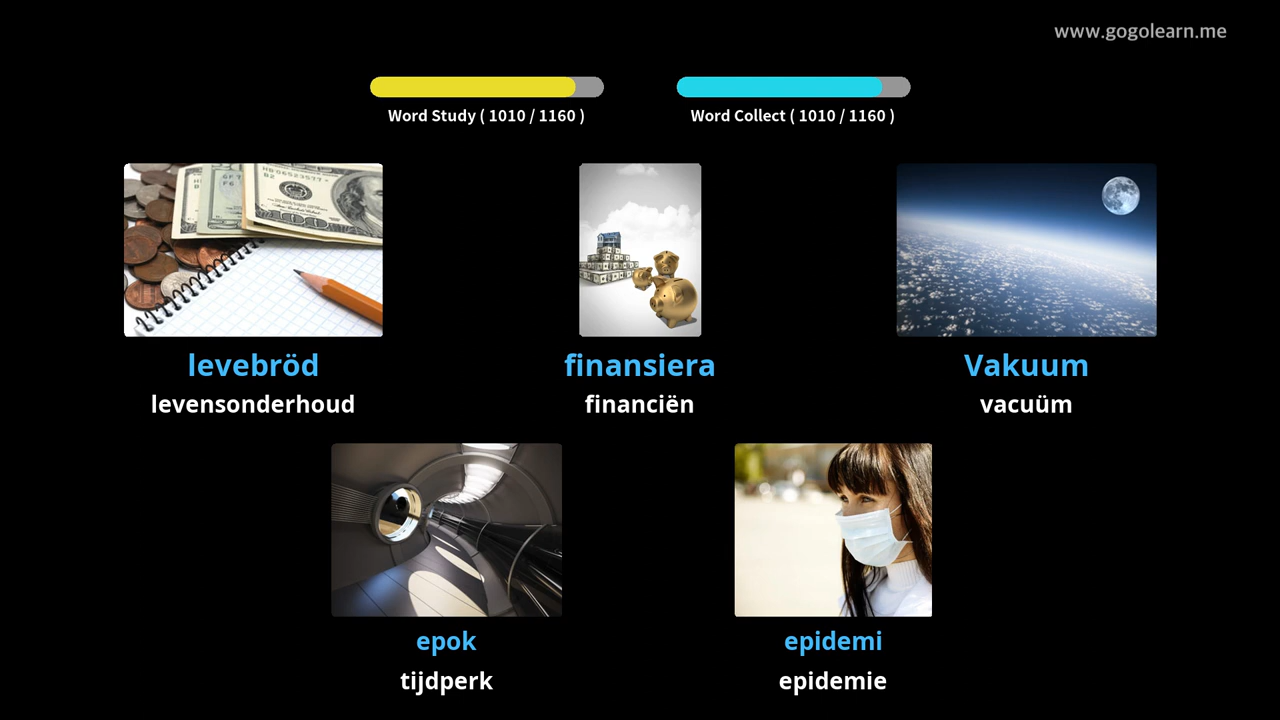 www.gogolearn.me
Word Study ( 1010 / 1160 )
Word Collect ( 1010 / 1160 )
levebröd
finansiera
Vakuum
levensonderhoud
financiën
vacuüm
epok
epidemi
tijdperk
epidemie